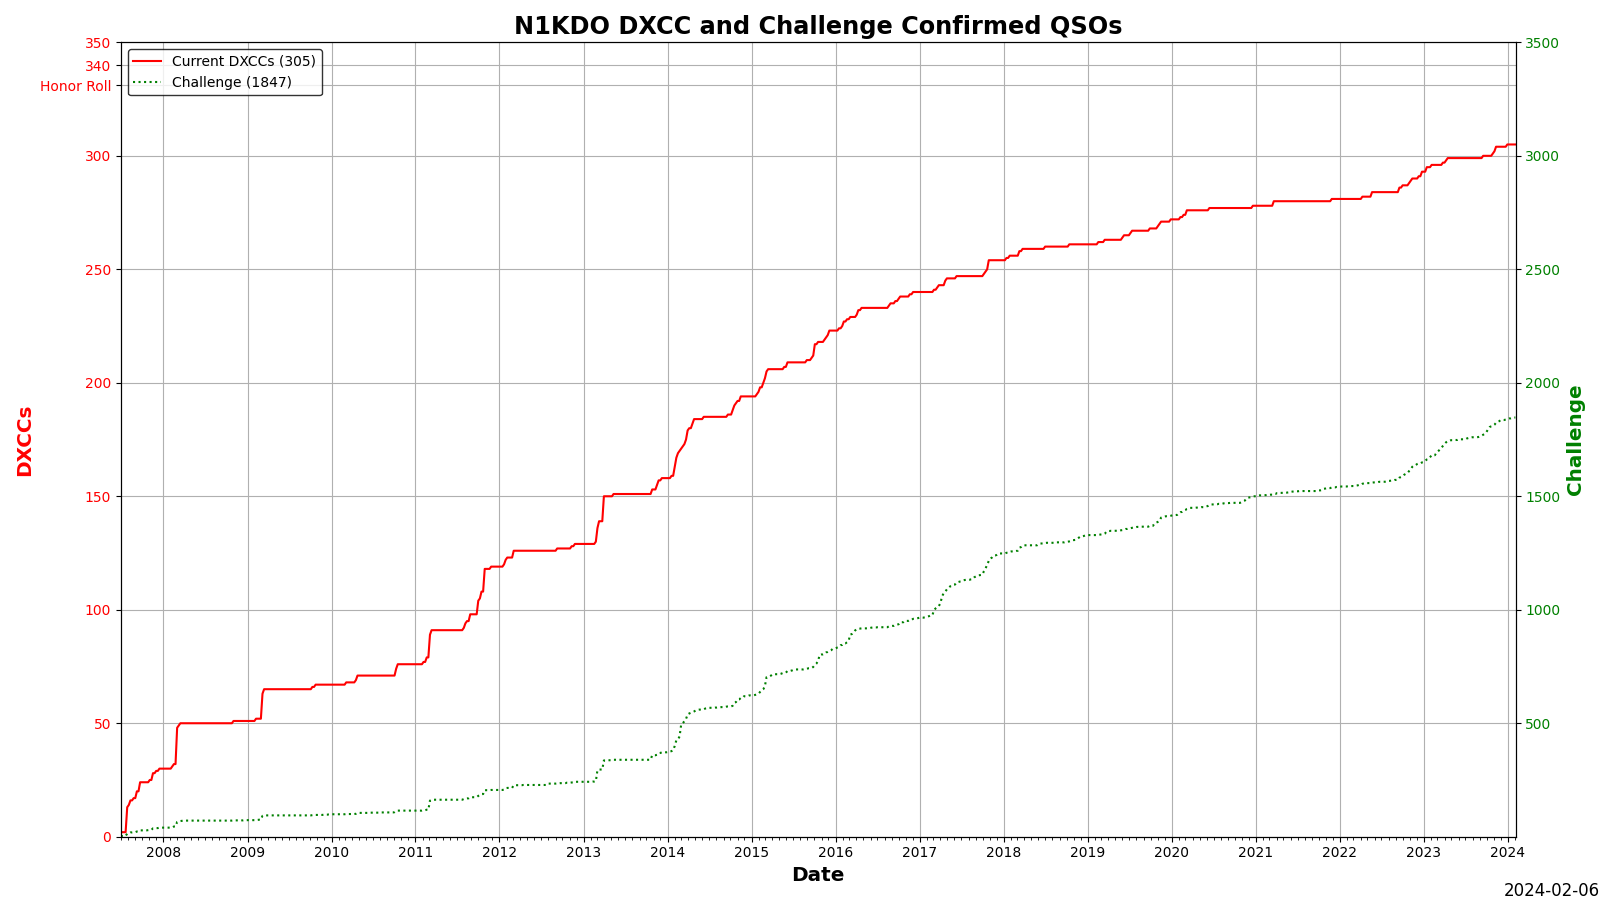 N1KDO DXCC and Challenge Confirmed QSOs
Current DXCCs (305)
Challenge (1847)
350
340
Honor Roll
300
250
200
150
100
50
0
DXCCs
3500
3000
2500
2000
1500
1000
500
Challenge
2008 2009 2010 2011 2012 2013 2014 2015 2016 2017 2018 2019 2020 2021 2022 2023 2024
Date
2024-02-06